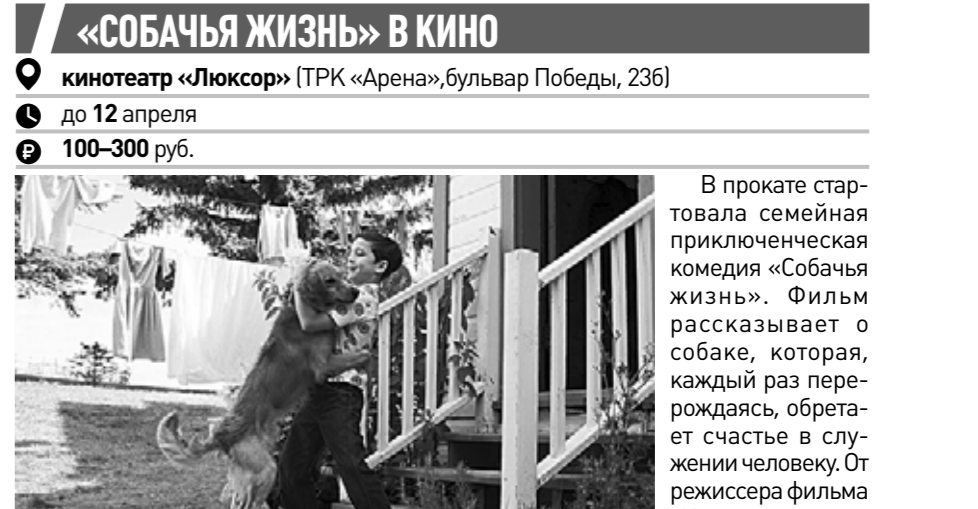 «СОБАЧЬЯ ЖИЗНЬ» В КИНО
кинотеатр «Люксор» (ТРК «Арена»,бульвар Победы, 23б)
до 12 апреля
100–300 руб.
В прокате стар-
товала семейная
приключенческая
комедия «Собачья
жизнь». Фильм
рассказывает о
собаке, которая,
каждый раз пере-
рождаясь, обрета-
ет счастье в слу-
жении человеку. От
режиссера фильма